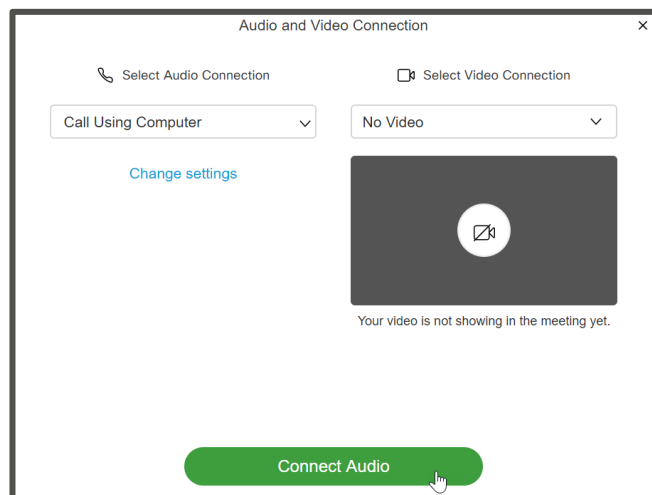 Audio and Video Connection
Select Audio Connection
Select Video Connection
Call Using Computer
No Video
Change settings
Your video is not showing in the meeting yet.
Connect Audio